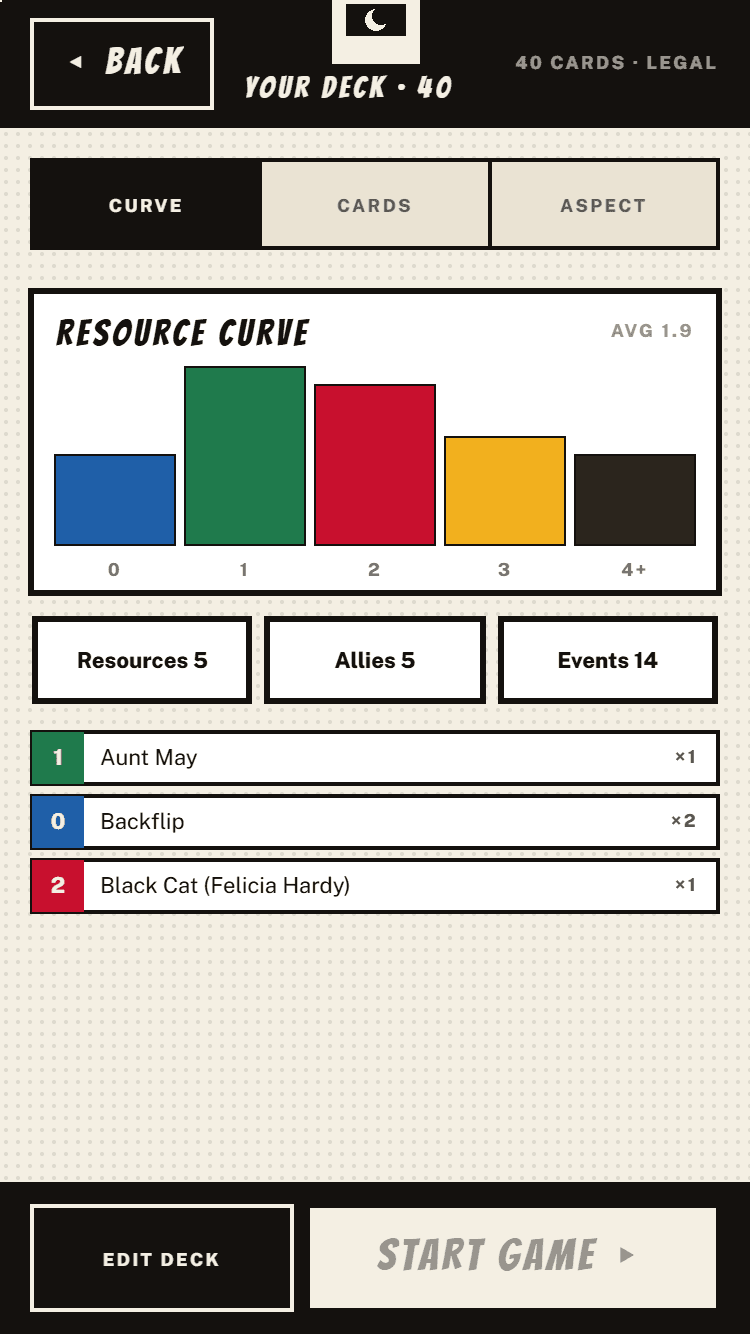 ◄ BACK
YOUR DECK · 40
40 CARDS · LEGAL
CURVE
CARDS
ASPECT
RESOURCE CURVE
AVG 1.9
0 1 2 3 4+
Resources 5
Allies 5
Events 14
1 Aunt May ×1
0 Backflip ×2
2 Black Cat (Felicia Hardy) ×1
EDIT DECK
START GAME ►